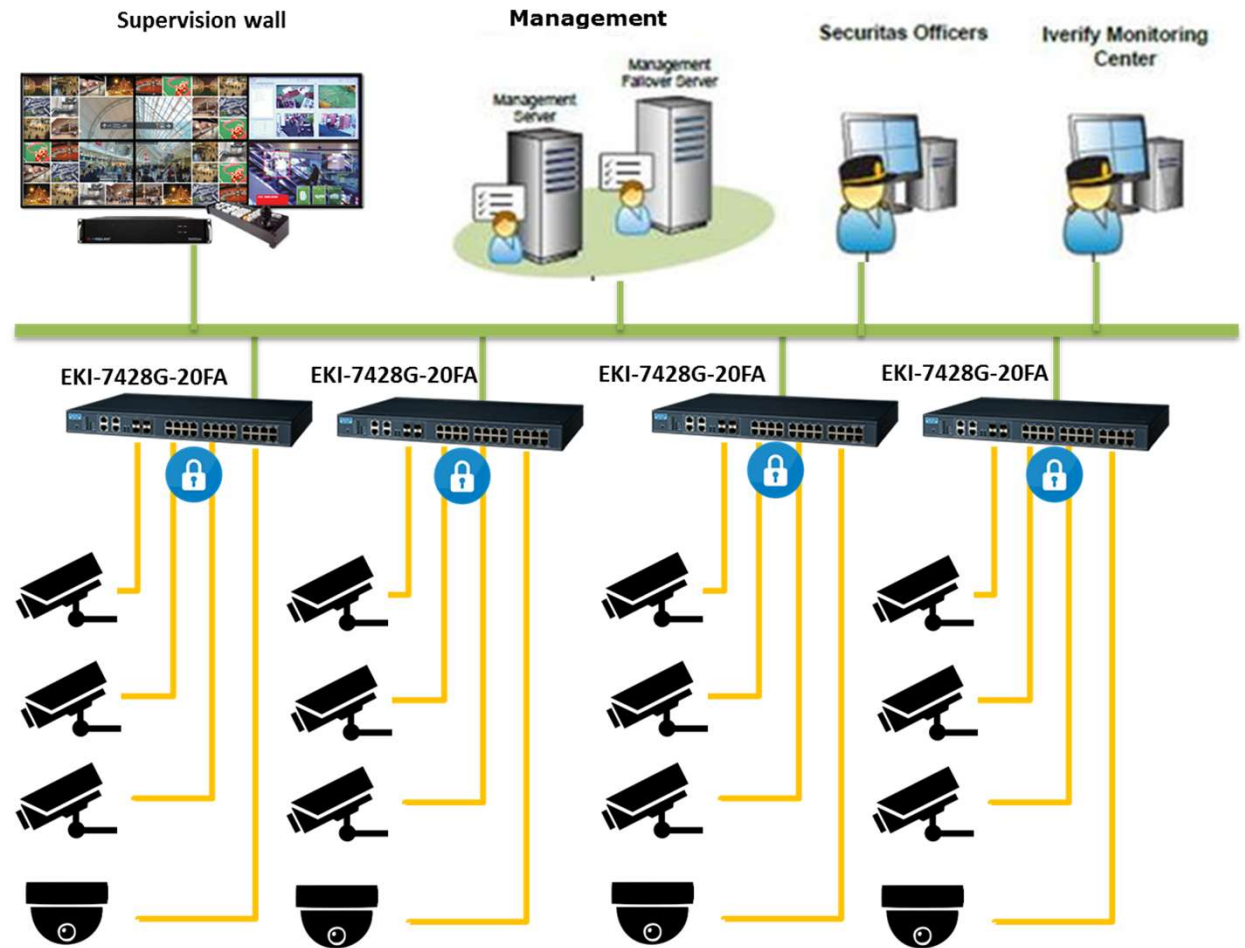 Supervision wall
Management
Securitas Officers
Iverify Monitoring
Center
Management
Failover Server
Management
Server
EKI-7428G-20FA
EKI-7428G-20FA
EKI-7428G-20FA
EKI-7428G-20FA